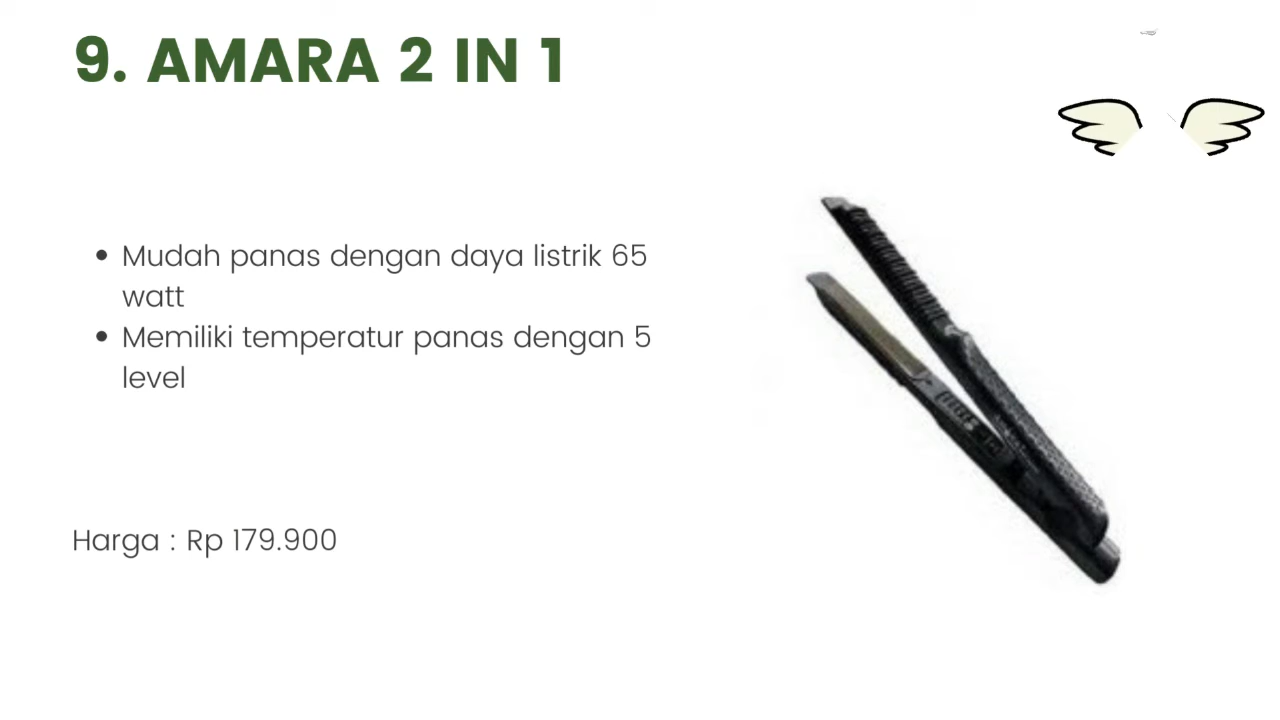 9. AMARA 2 IN 1
• Mudah panas dengan daya listrik 65
watt
• Memiliki temperatur panas dengan 5
level
Harga : Rp 179.900